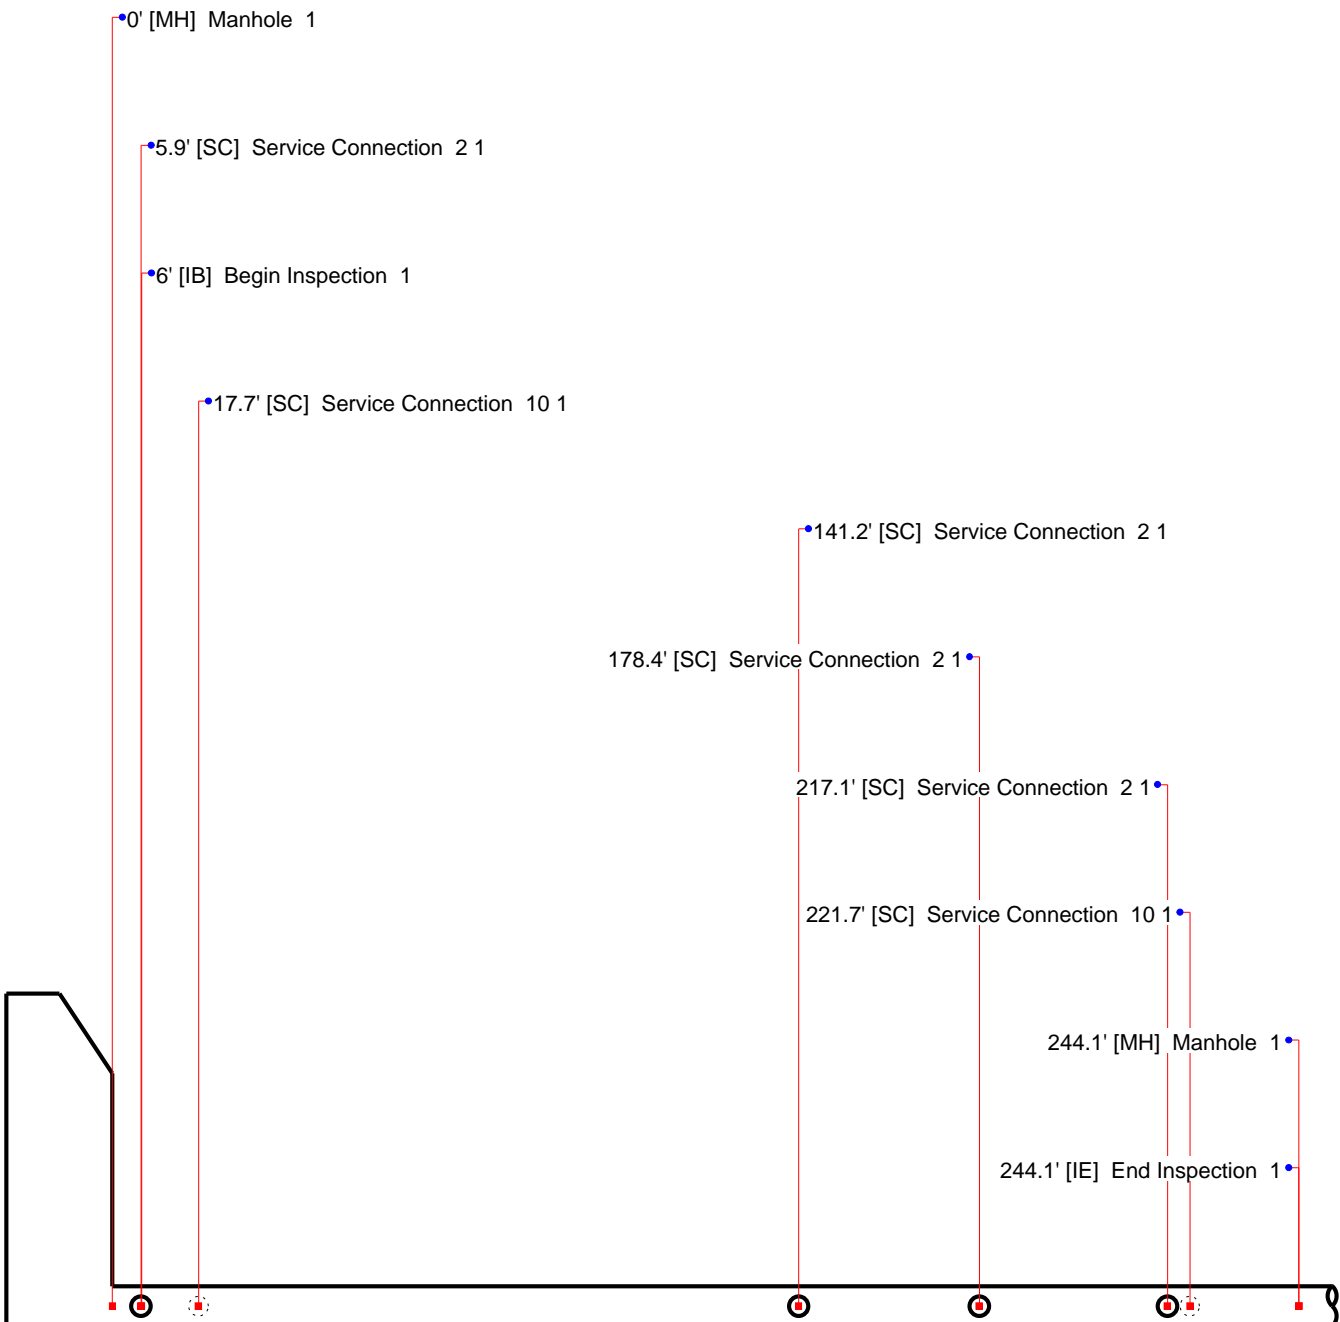 0' [MH]  Manhole  1
5.9' [SC]  Service Connection  2 1
6' [IB]  Begin Inspection  1
17.7' [SC]  Service Connection  10 1
141.2' [SC]  Service Connection  2 1
178.4' [SC]  Service Connection  2 1
217.1' [SC]  Service Connection  2 1
221.7' [SC]  Service Connection  10 1
244.1' [MH]  Manhole  1
244.1' [IE]  End Inspection  1